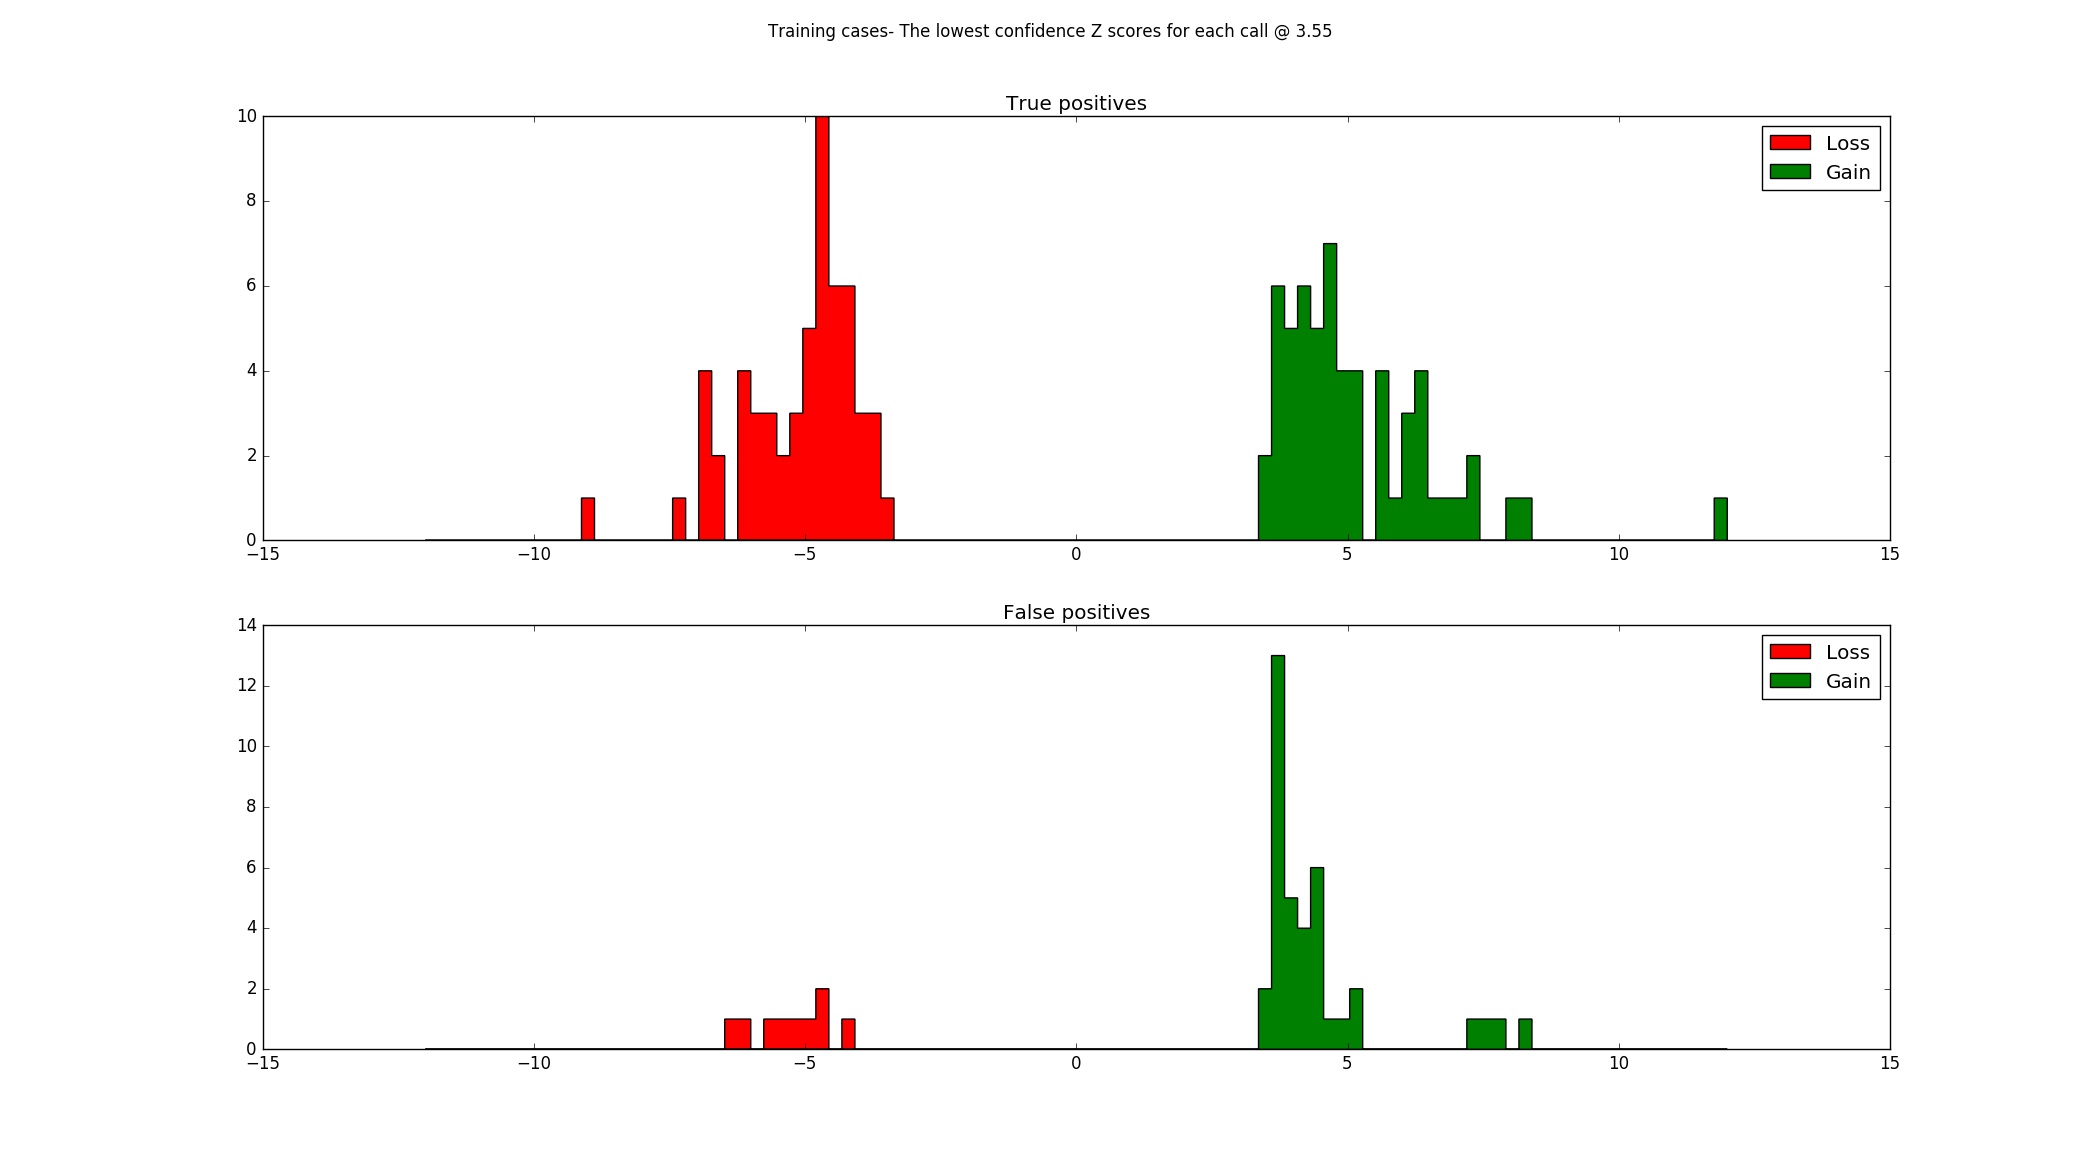 Training cases- The lowest confidence Z scores for each call @ 3.55
True positives
10
8
6
4
2
0
Loss
Gain
−15 −10 −5 0 5 10 15
False positives
14
12
10
8
6
4
2
0
Loss
Gain
−15 −10 −5 0 5 10 15